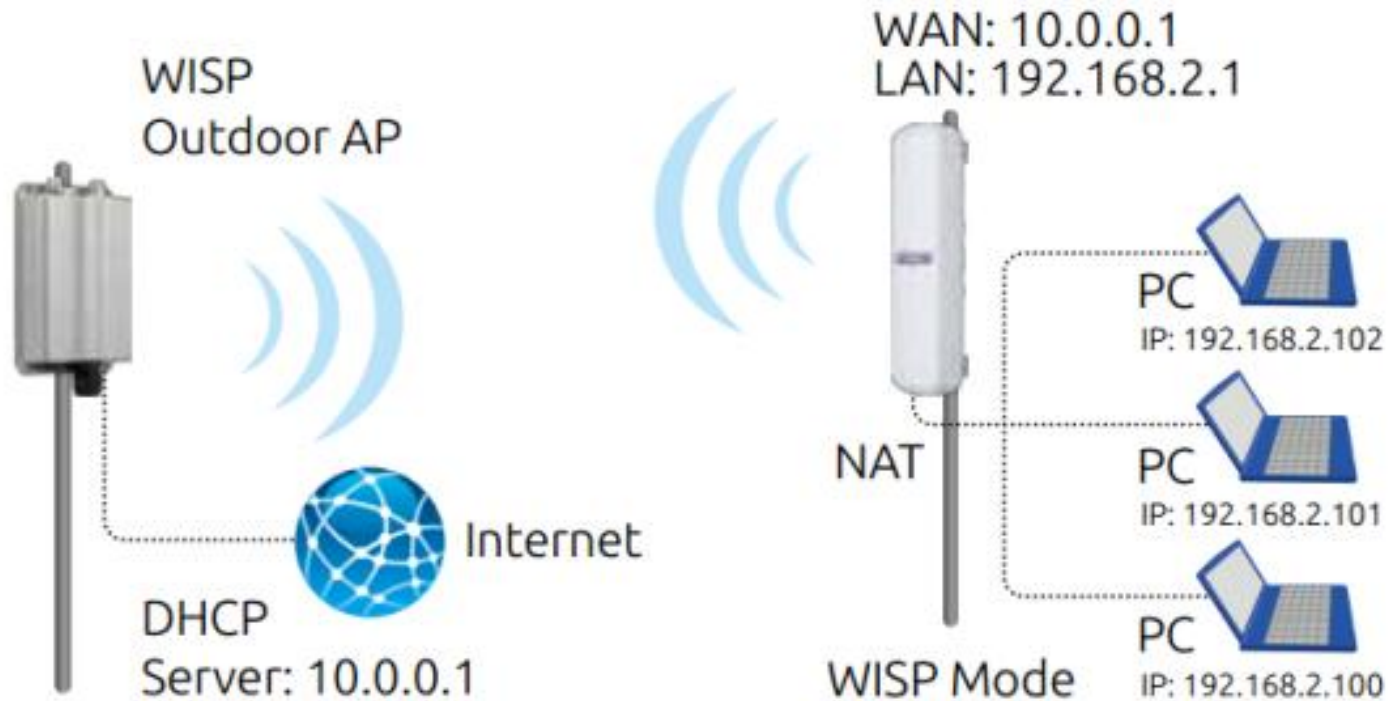 WISP
Outdoor AP
WAN: 10.0.0.1
LAN: 192.168.2.1
PC
IP: 192.168.2.102
NAT
PC
IP: 192.168.2.101
Internet
DHCP
Server: 10.0.0.1
WISP Mode
PC
IP: 192.168.2.100